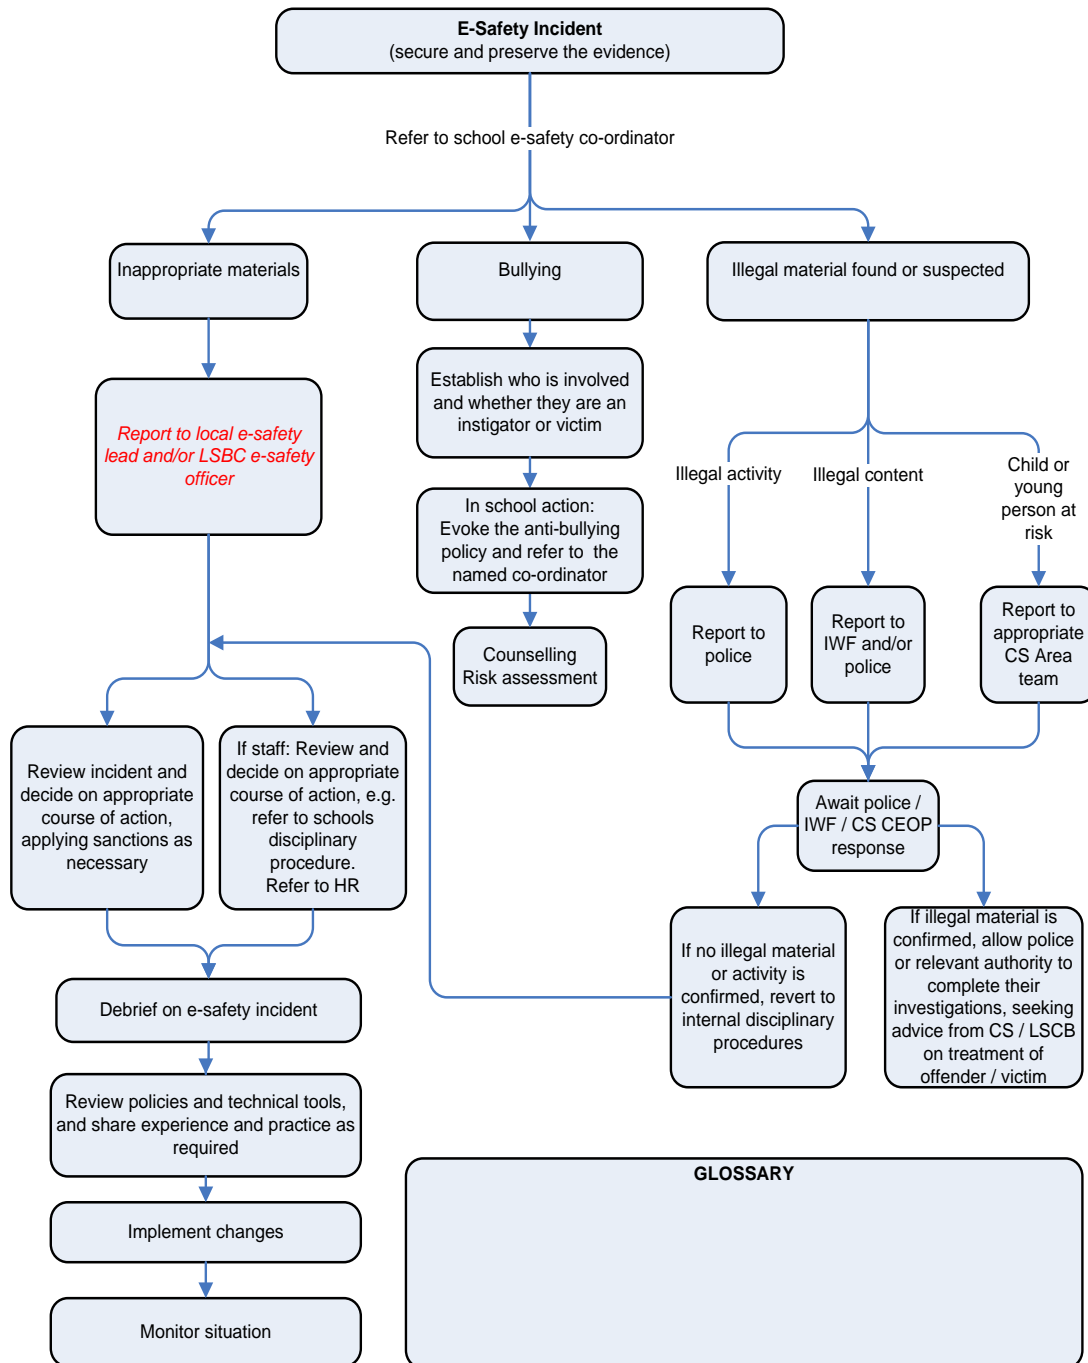 E-Safety Incident
(secure and preserve the evidence)
Refer to school e-safety co-ordinator
Inappropriate materials
Bullying
Illegal material found or suspected
Report to local e-safety
lead and/or LSBC e-safety
officer
Establish who is involved
and whether they are an
instigator or victim
In school action:
Evoke the anti-bullying
policy and refer to  the
named co-ordinator
Counselling
Risk assessment
Illegal activity
Illegal content
Child or
young
person at
risk
Report to
police
Report to
IWF and/or
police
Report to
appropriate
CS Area
team
Review incident and
decide on appropriate
course of action,
applying sanctions as
necessary
If staff: Review and
decide on appropriate
course of action, e.g.
refer to schools
disciplinary
procedure.
Refer to HR
Await police /
IWF / CS CEOP
response
If no illegal material
or activity is
confirmed, revert to
internal disciplinary
procedures
If illegal material is
confirmed, allow police
or relevant authority to
complete their
investigations, seeking
advice from CS / LSCB
on treatment of
offender / victim
Debrief on e-safety incident
Review policies and technical tools,
and share experience and practice as
required
Implement changes
Monitor situation
GLOSSARY